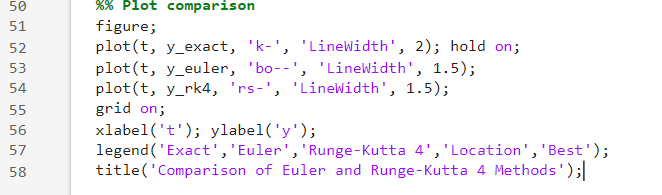 50 %% Plot comparison
51 figure;
52 plot(t, y_exact, 'k-', 'LineWidth', 2); hold on;
53 plot(t, y_euler, 'bo--', 'LineWidth', 1.5);
54 plot(t, y_rk4, 'rs-', 'LineWidth', 1.5);
55 grid on;
56 xlabel('t'); ylabel('y');
57 legend('Exact','Euler','Runge-Kutta 4','Location','Best');
58 title('Comparison of Euler and Runge-Kutta 4 Methods');